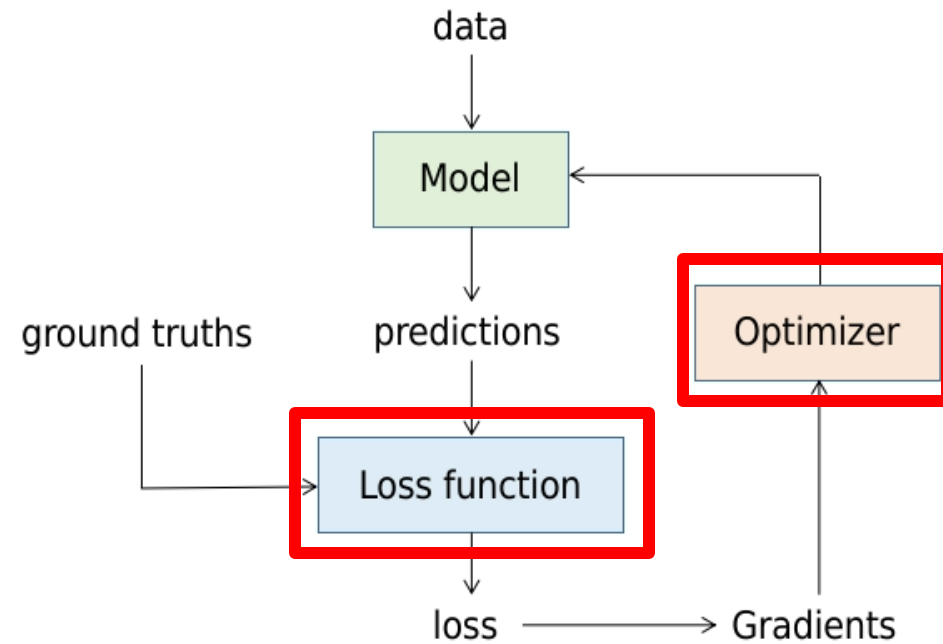 data
Model
ground truths
predictions
Optimizer
Loss function
loss
Gradients